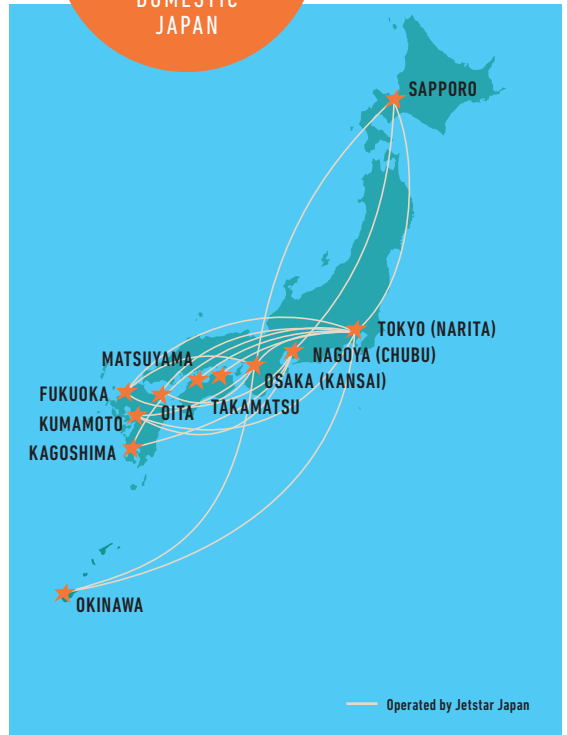 DOMESTIC
JAPAN
SAPPORO
TOKYO (NARITA)
NAGOYA (CHUBU)
MATSUYAMA
OSAKA (KANSAI)
FUKUOKA
OITA
TAKAMATSU
KUMAMOTO
KAGOSHIMA
OKINAWA
Operated by Jetstar Japan